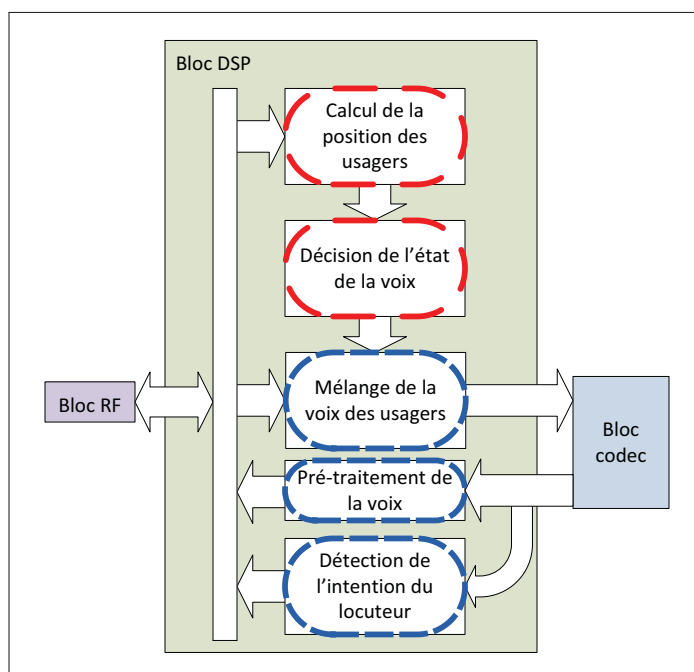 Bloc DSP
Calcul de la
position des
usagers
Décision de l’état
de la voix
Mélange de la
voix des usagers
Bloc RF
Bloc
codec
Pré-traitement de
la voix
Détection de
l’intention du
locuteur